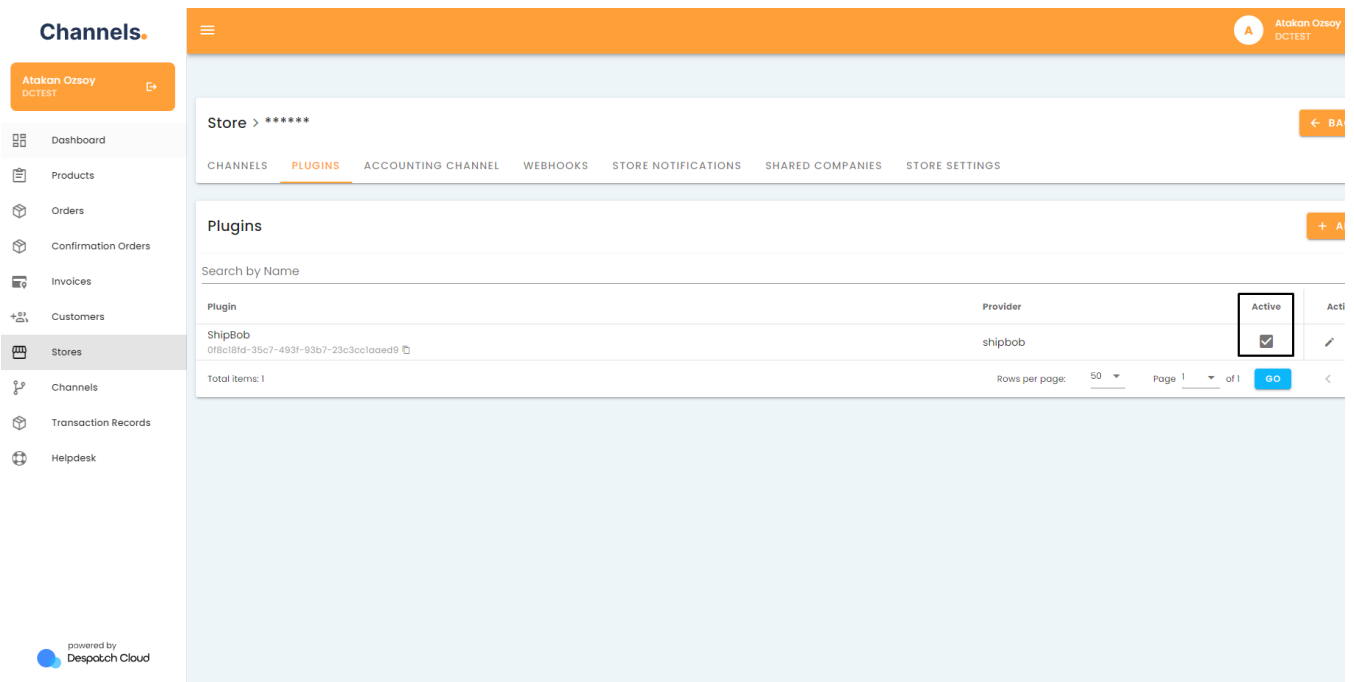 Channels.
Atakan Ozsoy
DCTEST
Dashboard
Products
Orders
Confirmation Orders
Invoices
Customers
Stores
Channels
Transaction Records
Helpdesk
powered by
Despatch Cloud
A
Atakan Ozsoy
DCTEST
Store > ******
CHANNELS PLUGINS ACCOUNTING CHANNEL WEBHOOKS STORE NOTIFICATIONS SHARED COMPANIES STORE SETTINGS
Plugins
Search by Name
Plugin Provider Active
ShipBob
0f8c18fd-35c7-493f-93b7-23c3cc1aaed9
shipbob
Total items: 1 Rows per page: 50 Page 1 of 1 GO